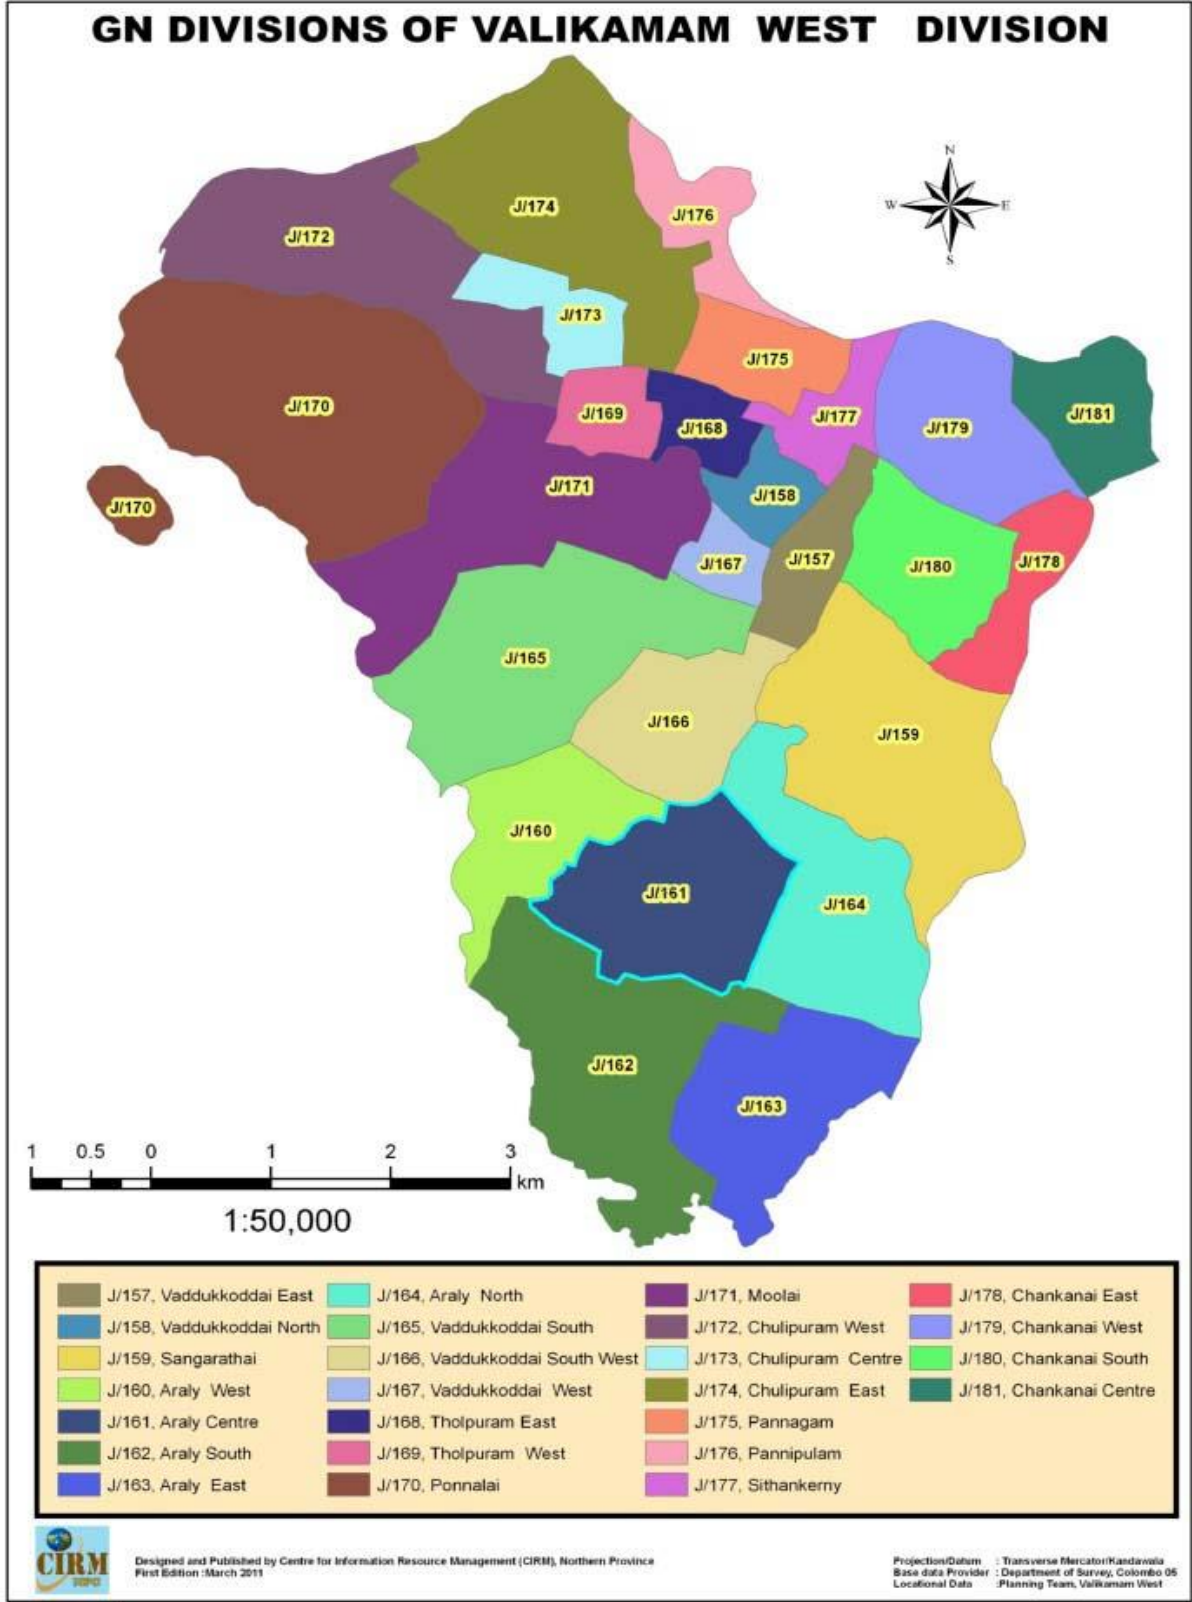 GN DIVISIONS OF VALIKAMAM WEST DIVISION
N
W E
S
J/174
J/176
J/172
J/173
J/175
J/170
J/169
J/168
J/177
J/179
J/181
J/170
J/171
J/158
J/167
J/157
J/180
J/178
J/165
J/166
J/159
J/160
J/161
J/164
J/162
J/163
1 0.5 0 1 2 3
km
1:50,000
J/157, Vaddukkoddai East
J/158, Vaddukkoddai North
J/159, Sangarathai
J/160, Araly West
J/161, Araly Centre
J/162, Araly South
J/163, Araly East
J/164, Araly North
J/165, Vaddukkoddai South
J/166, Vaddukkoddai South West
J/167, Vaddukkoddai West
J/168, Tholpuram East
J/169, Tholpuram West
J/170, Ponnalai
J/171, Moolai
J/172, Chulipuram West
J/173, Chulipuram Centre
J/174, Chulipuram East
J/175, Pannagam
J/176, Pannipulam
J/177, Sithankerny
J/178, Chankanai East
J/179, Chankanai West
J/180, Chankanai South
J/181, Chankanai Centre
CIRM
Designed and Published by Centre for Information Resource Management (CIRM), Northern Province
First Edition :March 2011
Projection/Datum : Transverse Mercator/Kandawala
Base data Provider : Department of Survey, Colombo 05
Locational Data :Planning Team, Valikamam West